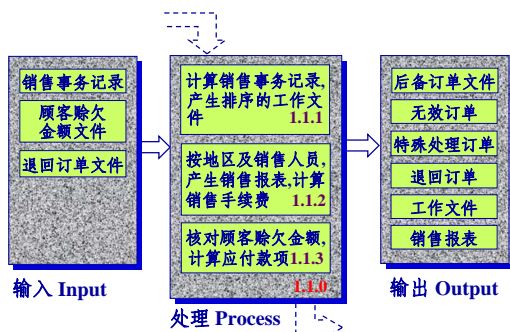 销售事务记录
顾客赊欠
金额文件
退回订单文件
输入 Input
计算销售事务记录,
产生排序的工作文
件 1.1.1
按地区及销售人员,
产生销售报表,计算
销售手续费 1.1.2
核对顾客赊欠金额,
计算应付款项1.1.3
1.1.0
处理 Process
后备订单文件
无效订单
特殊处理订单
退回订单
工作文件
销售报表
输出 Output